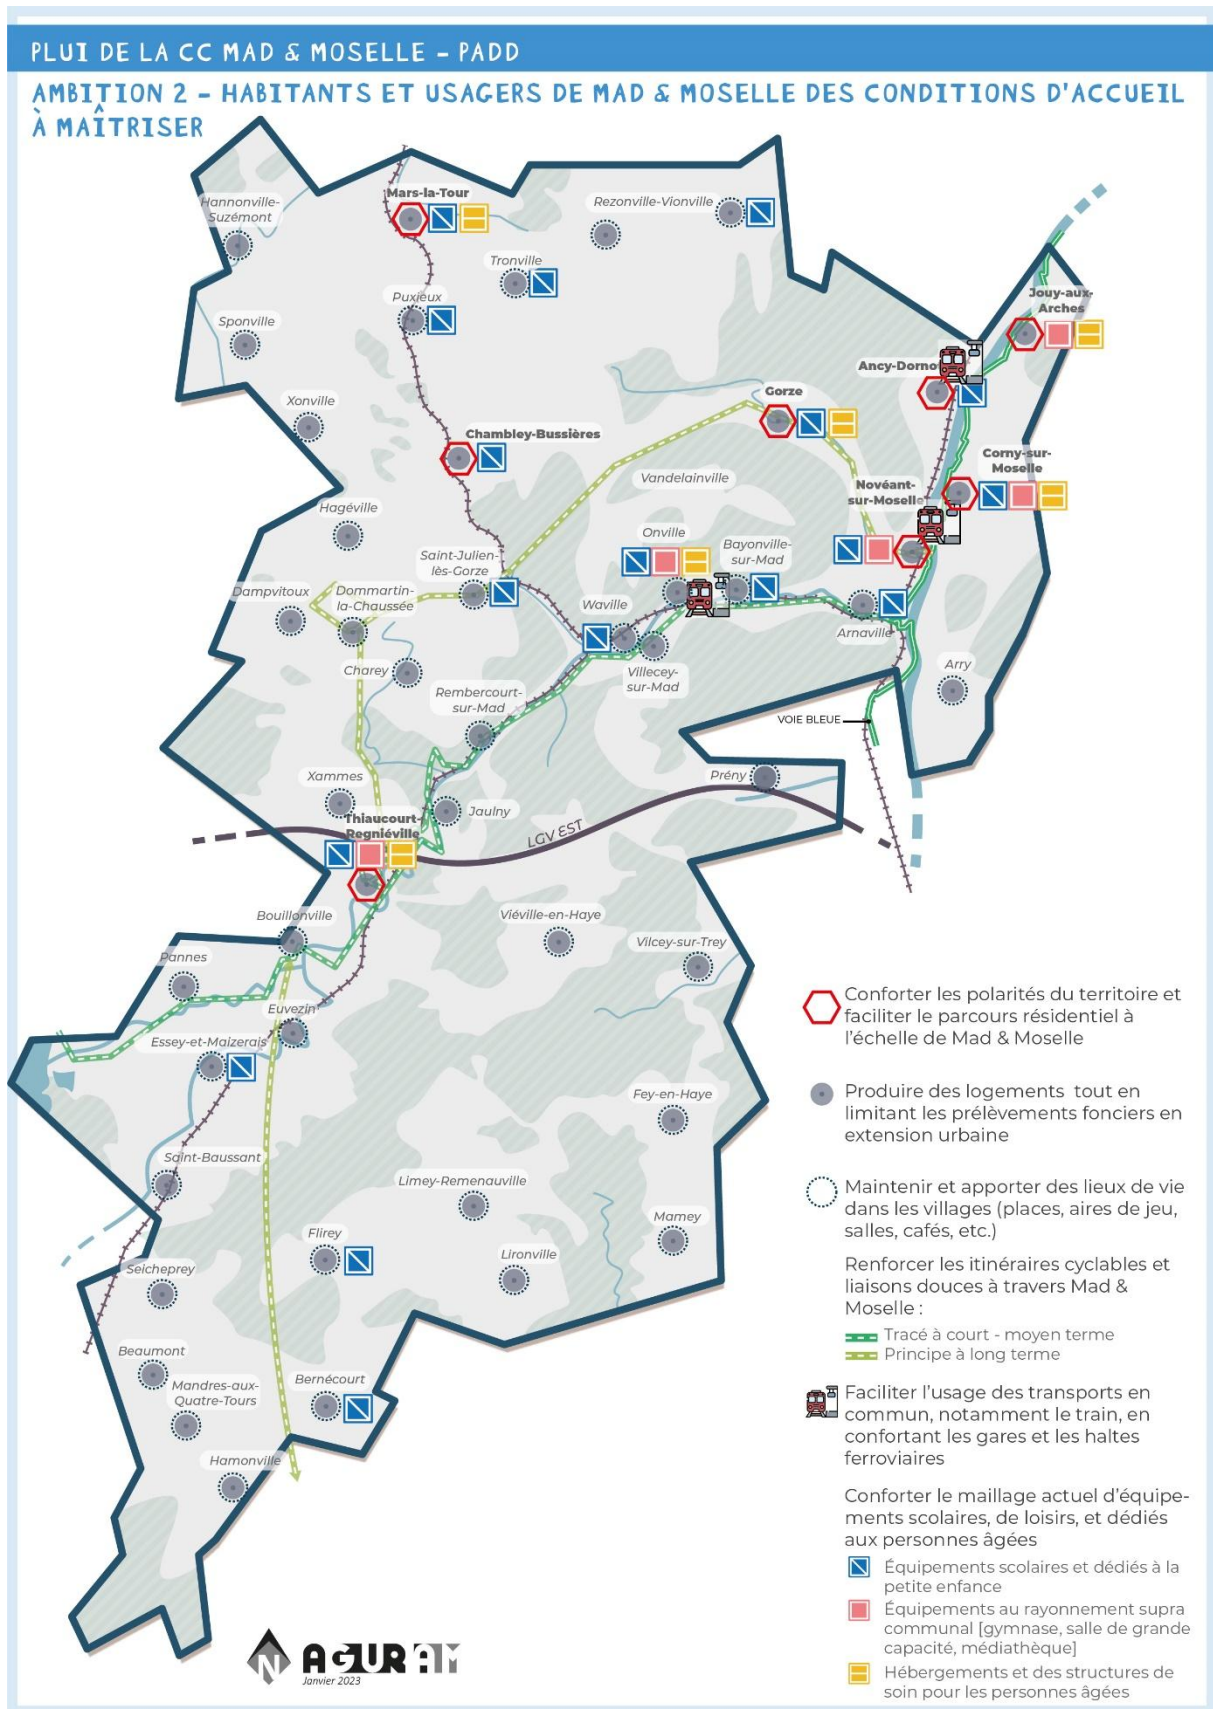 PLUI DE LA CC MAD & MOSELLE - PADD
AMBITION 2 - HABITANTS ET USAGERS DE MAD & MOSELLE DES CONDITIONS D'ACCUEIL
À MAÎTRISER
Mars-la-Tour
Hannonville-
Suzémont
Rezonville-Vionville
Tronville
Puxieux
Jouy-aux-
Arches
Sponville
Ancy-Dorno
Gorze
Xonville
Chambley-Bussières
Corny-sur-
Moselle
Vandelainville
Novéant-
sur-Moselle
Hagéville
Onville
Bayonville-
sur-Mad
Saint-Julien-
lès-Gorze
Dampvitoux
Dommartin-
la-Chaussée
Waville
Arnaville
Charey
Villecey-
sur-Mad
Arry
Rembercourt-
sur-Mad
VOIE BLEUE
Xammes
Prény
Jaulny
Thiaucourt-
Regniéville
LGV EST
Bouillonville
Viéville-en-Haye
Vilcey-sur-Trey
Pannes
Euvezin
Essey-et-Maizerais
Fey-en-Haye
Saint-Baussant
Limey-Remenauville
Mamey
Flirey
Lironville
Seicheprey
Beaumont
Mandres-aux-
Quatre-Tours
Bernécourt
Hamonville
Conforter les polarités du territoire et
faciliter le parcours résidentiel à
l'échelle de Mad & Moselle
Produire des logements tout en
limitant les prélèvements fonciers en
extension urbaine
Maintenir et apporter des lieux de vie
dans les villages (places, aires de jeu,
salles, cafés, etc.)
Renforcer les itinéraires cyclables et
liaisons douces à travers Mad &
Moselle :
Tracé à court - moyen terme
Principe à long terme
Faciliter l'usage des transports en
commun, notamment le train, en
confortant les gares et les haltes
ferroviaires
Conforter le maillage actuel d'équipe-
ments scolaires, de loisirs, et dédiés
aux personnes âgées
Équipements scolaires et dédiés à la
petite enfance
Équipements au rayonnement supra
communal [gymnase, salle de grande
capacité, médiathèque]
Hébergements et des structures de
soin pour les personnes âgées
N
AGURAM
Janvier 2023